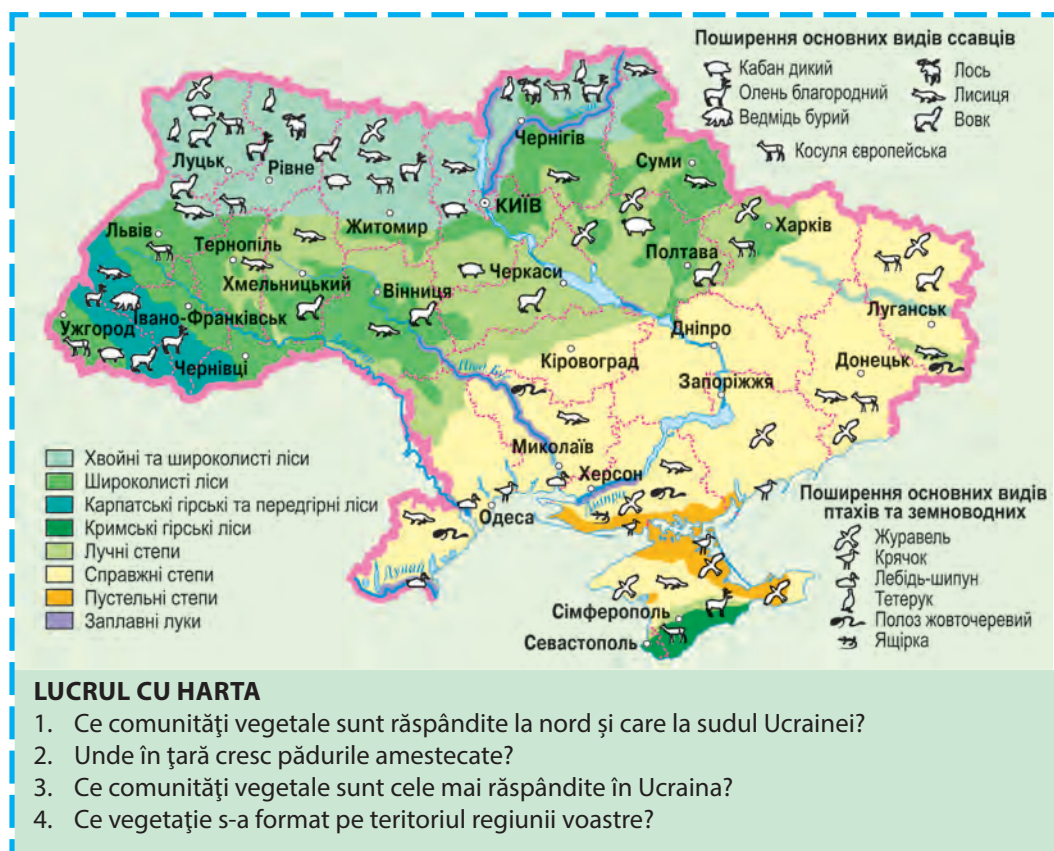 Поширення основних видів ссавців
Кабан дикий
Олень благородний
Ведмідь бурий
Лось
Лисиця
Вовк
Косуля європейська
Чернігів
Суми
Луцьк
Рівне
КИЇВ
Житомир
Харків
Львів
Тернопіль
Полтава
Хмельницький
Черкаси
Вінниця
Луганськ
Ужгород
Івано-Франківськ
Дніпро
Чернівці
Кіровоград
Донецьк
Запоріжжя
Миколаїв
Херсон
Одеса
Дунай
Сімферополь
Севастополь
Хвойні та широколисті ліси
Широколисті ліси
Карпатські гірські та передгірні ліси
Кримські гірські ліси
Лучні степи
Справжні степи
Пустельні степи
Заплавні луки
Поширення основних видів
птахів та земноводних
Журавель
Крячок
Лебідь-шипун
Тетерук
Полоз жовточеревий
Ящірка
LUCRUL CU HARTA
1. Ce comunităţi vegetale sunt răspândite la nord și care la sudul Ucrainei?
2. Unde în ţară cresc pădurile amestecate?
3. Ce comunităţi vegetale sunt cele mai răspândite în Ucraina?
4. Ce vegetaţie s-a format pe teritoriul regiunii voastre?